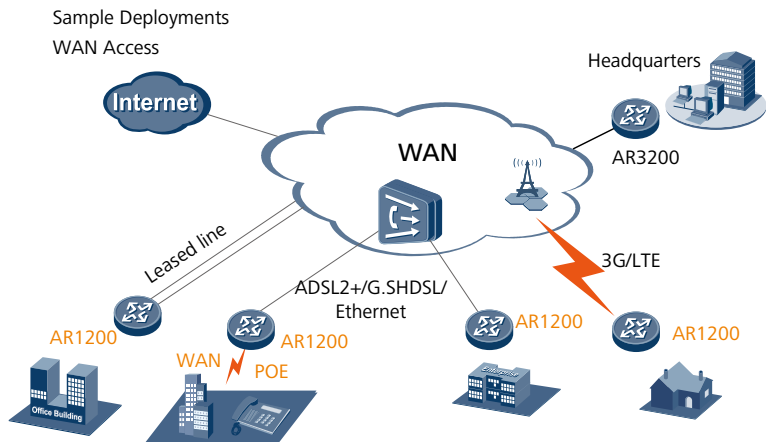 Sample Deployments
WAN Access
Headquarters
Internet
WAN
AR3200
Leased line
3G/LTE
ADSL2+/G.SHDSL/
Ethernet
AR1200
AR1200
AR1200
AR1200
WAN
POE
Enterprise
Office Building